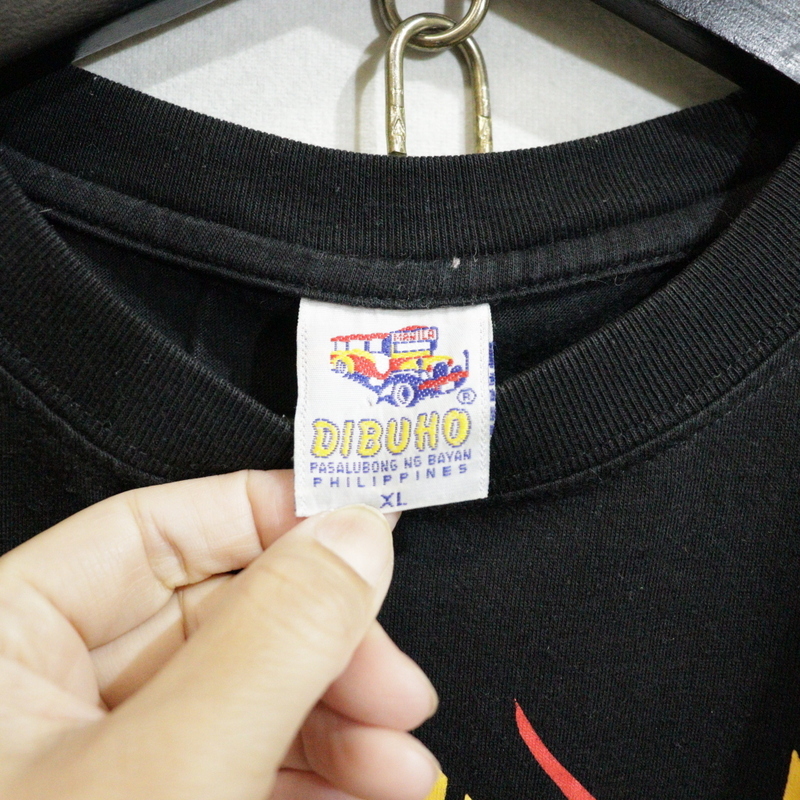 MANILA
®
DIBUHO
PASALUBONG NG BAYAN
PHILIPPINES
XL